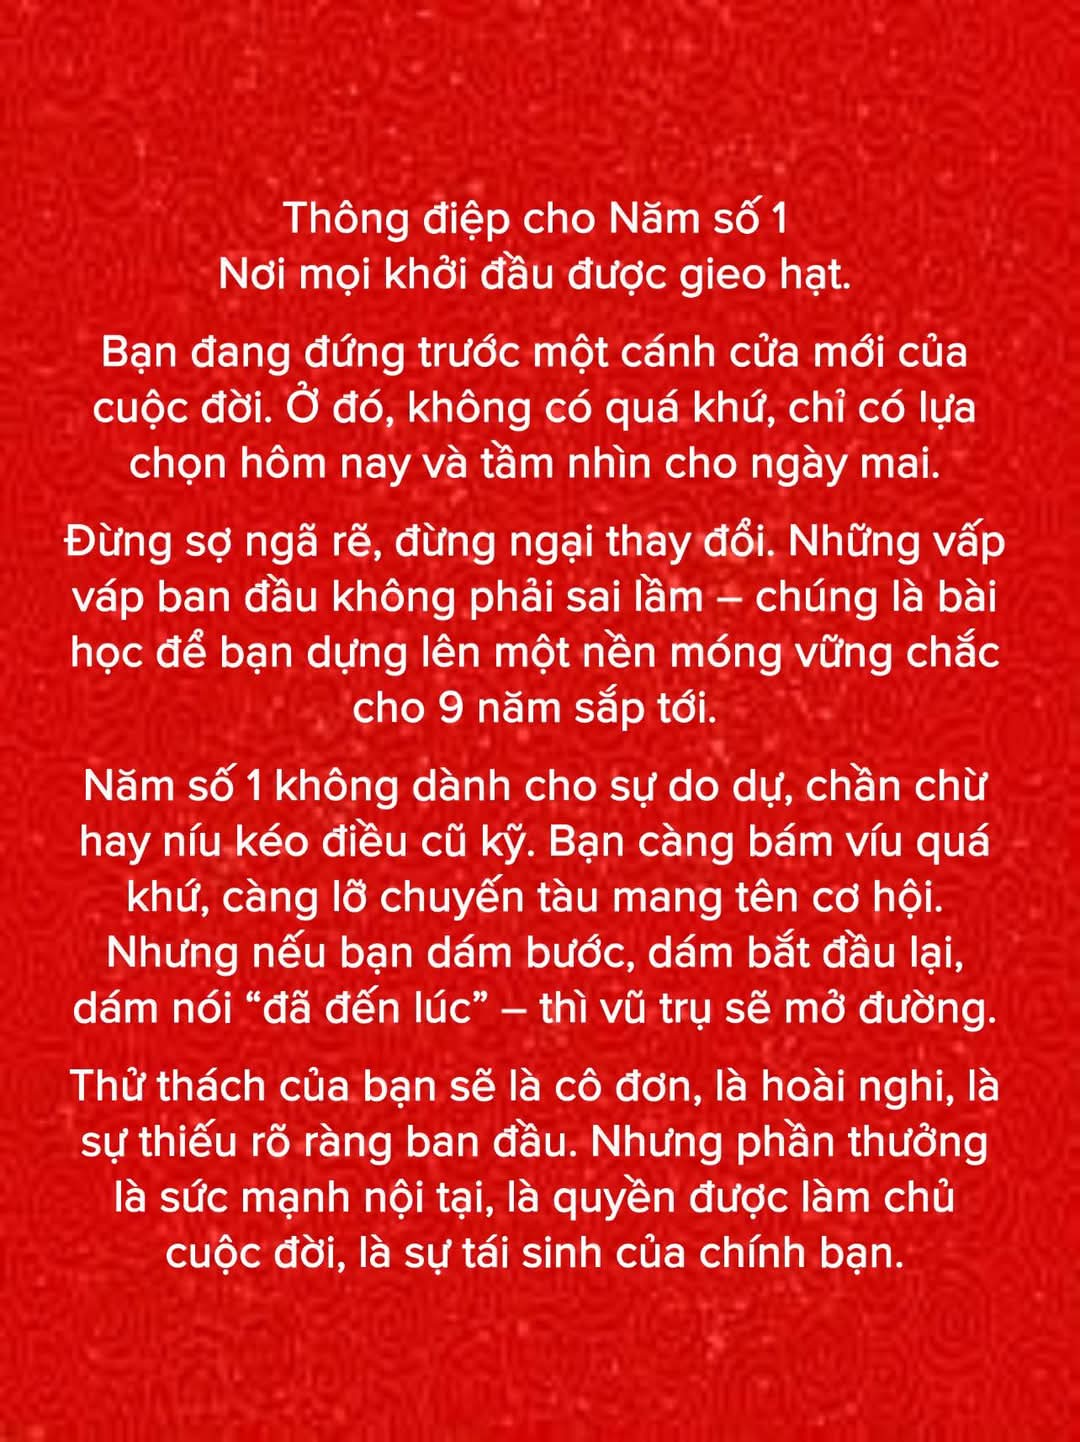 Thông điệp cho Năm số 1
Nơi mọi khởi đầu được gieo hạt.
Bạn đang đứng trước một cánh cửa mới của
cuộc đời. Ở đó, không có quá khứ, chỉ có lựa
chọn hôm nay và tầm nhìn cho ngày mai.
Đừng sợ ngã rẽ, đừng ngại thay đổi. Những vấp
váp ban đầu không phải sai lầm – chúng là bài
học để bạn dựng lên một nền móng vững chắc
cho 9 năm sắp tới.
Năm số 1 không dành cho sự do dự, chần chừ
hay níu kéo điều cũ kỹ. Bạn càng bám víu quá
khứ, càng lỡ chuyến tàu mang tên cơ hội.
Nhưng nếu bạn dám bước, dám bắt đầu lại,
dám nói “đã đến lúc” – thì vũ trụ sẽ mở đường.
Thử thách của bạn sẽ là cô đơn, là hoài nghi, là
sự thiếu rõ ràng ban đầu. Nhưng phần thưởng
là sức mạnh nội tại, là quyền được làm chủ
cuộc đời, là sự tái sinh của chính bạn.